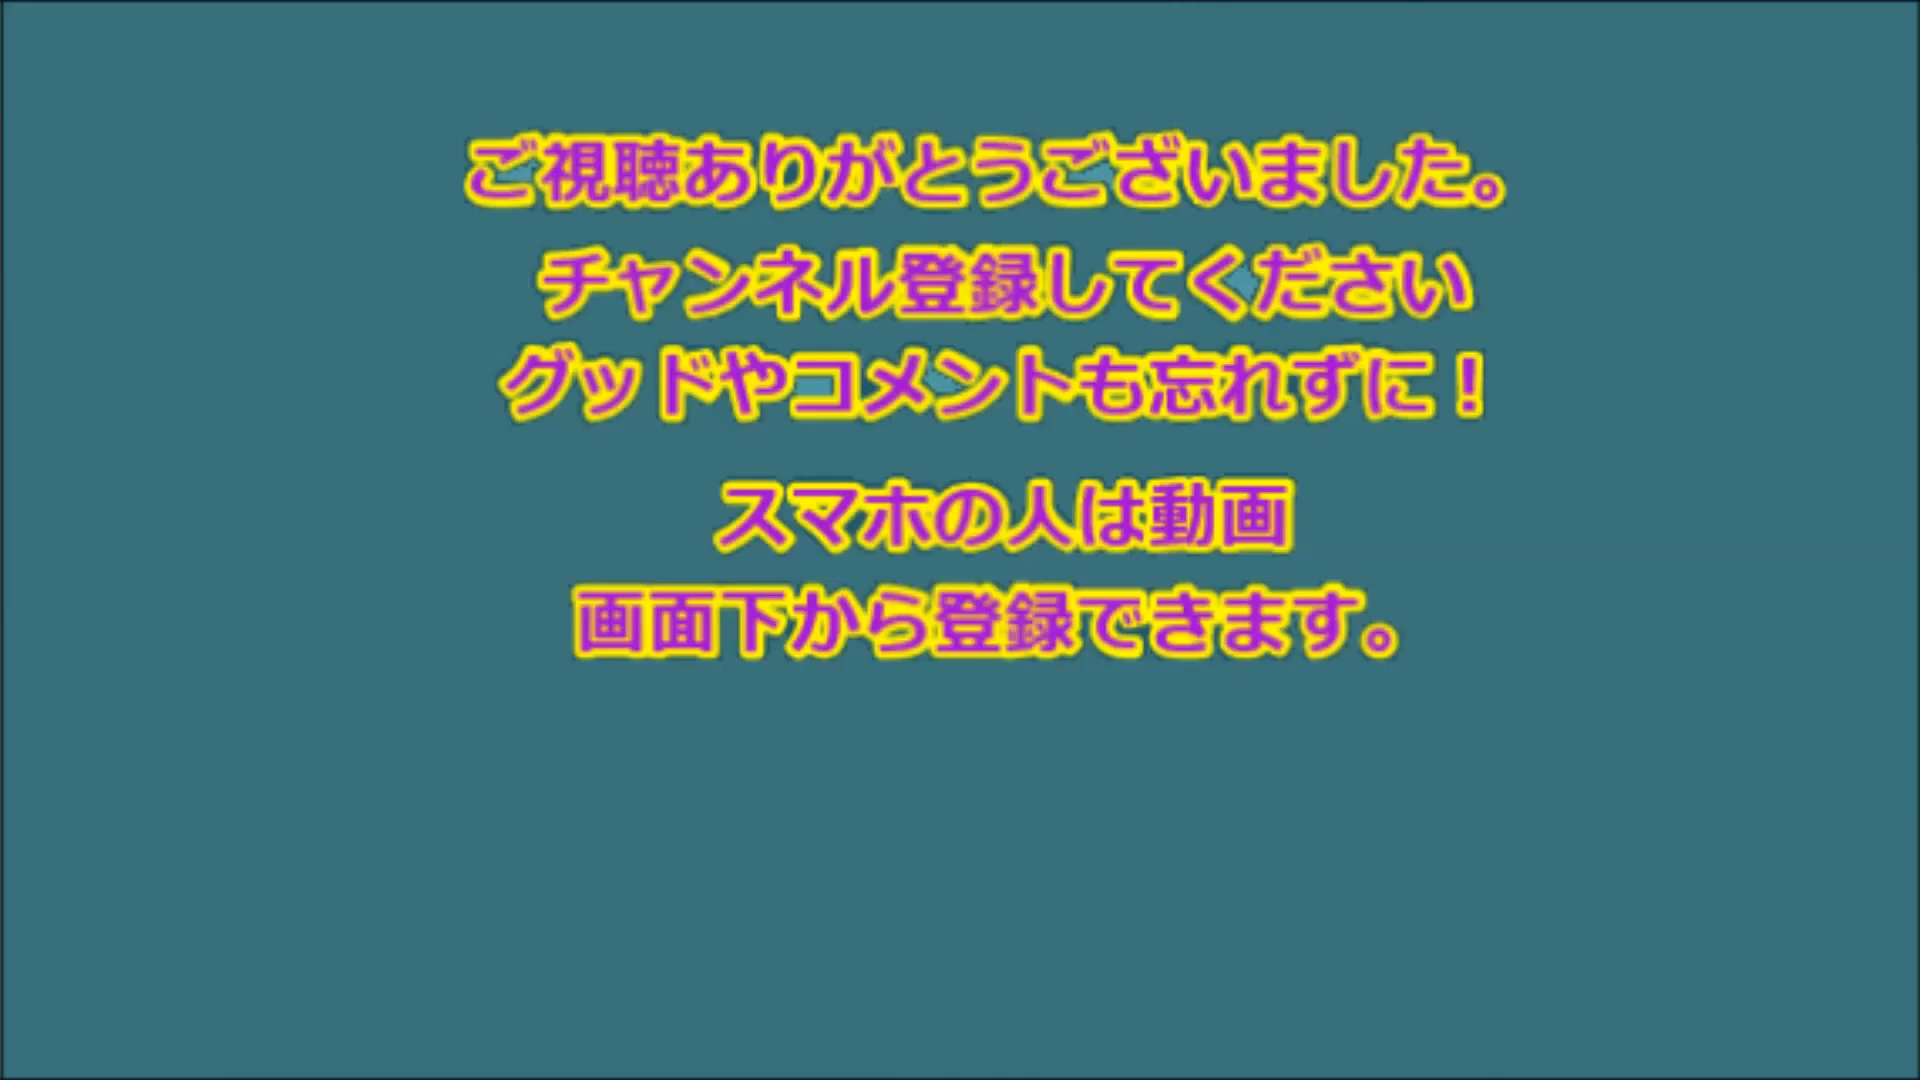 ご視聴ありがとうございました。
チャンネル登録してください
グッドやコメントも忘れずに！
スマホの人は動画
画面下から登録できます。